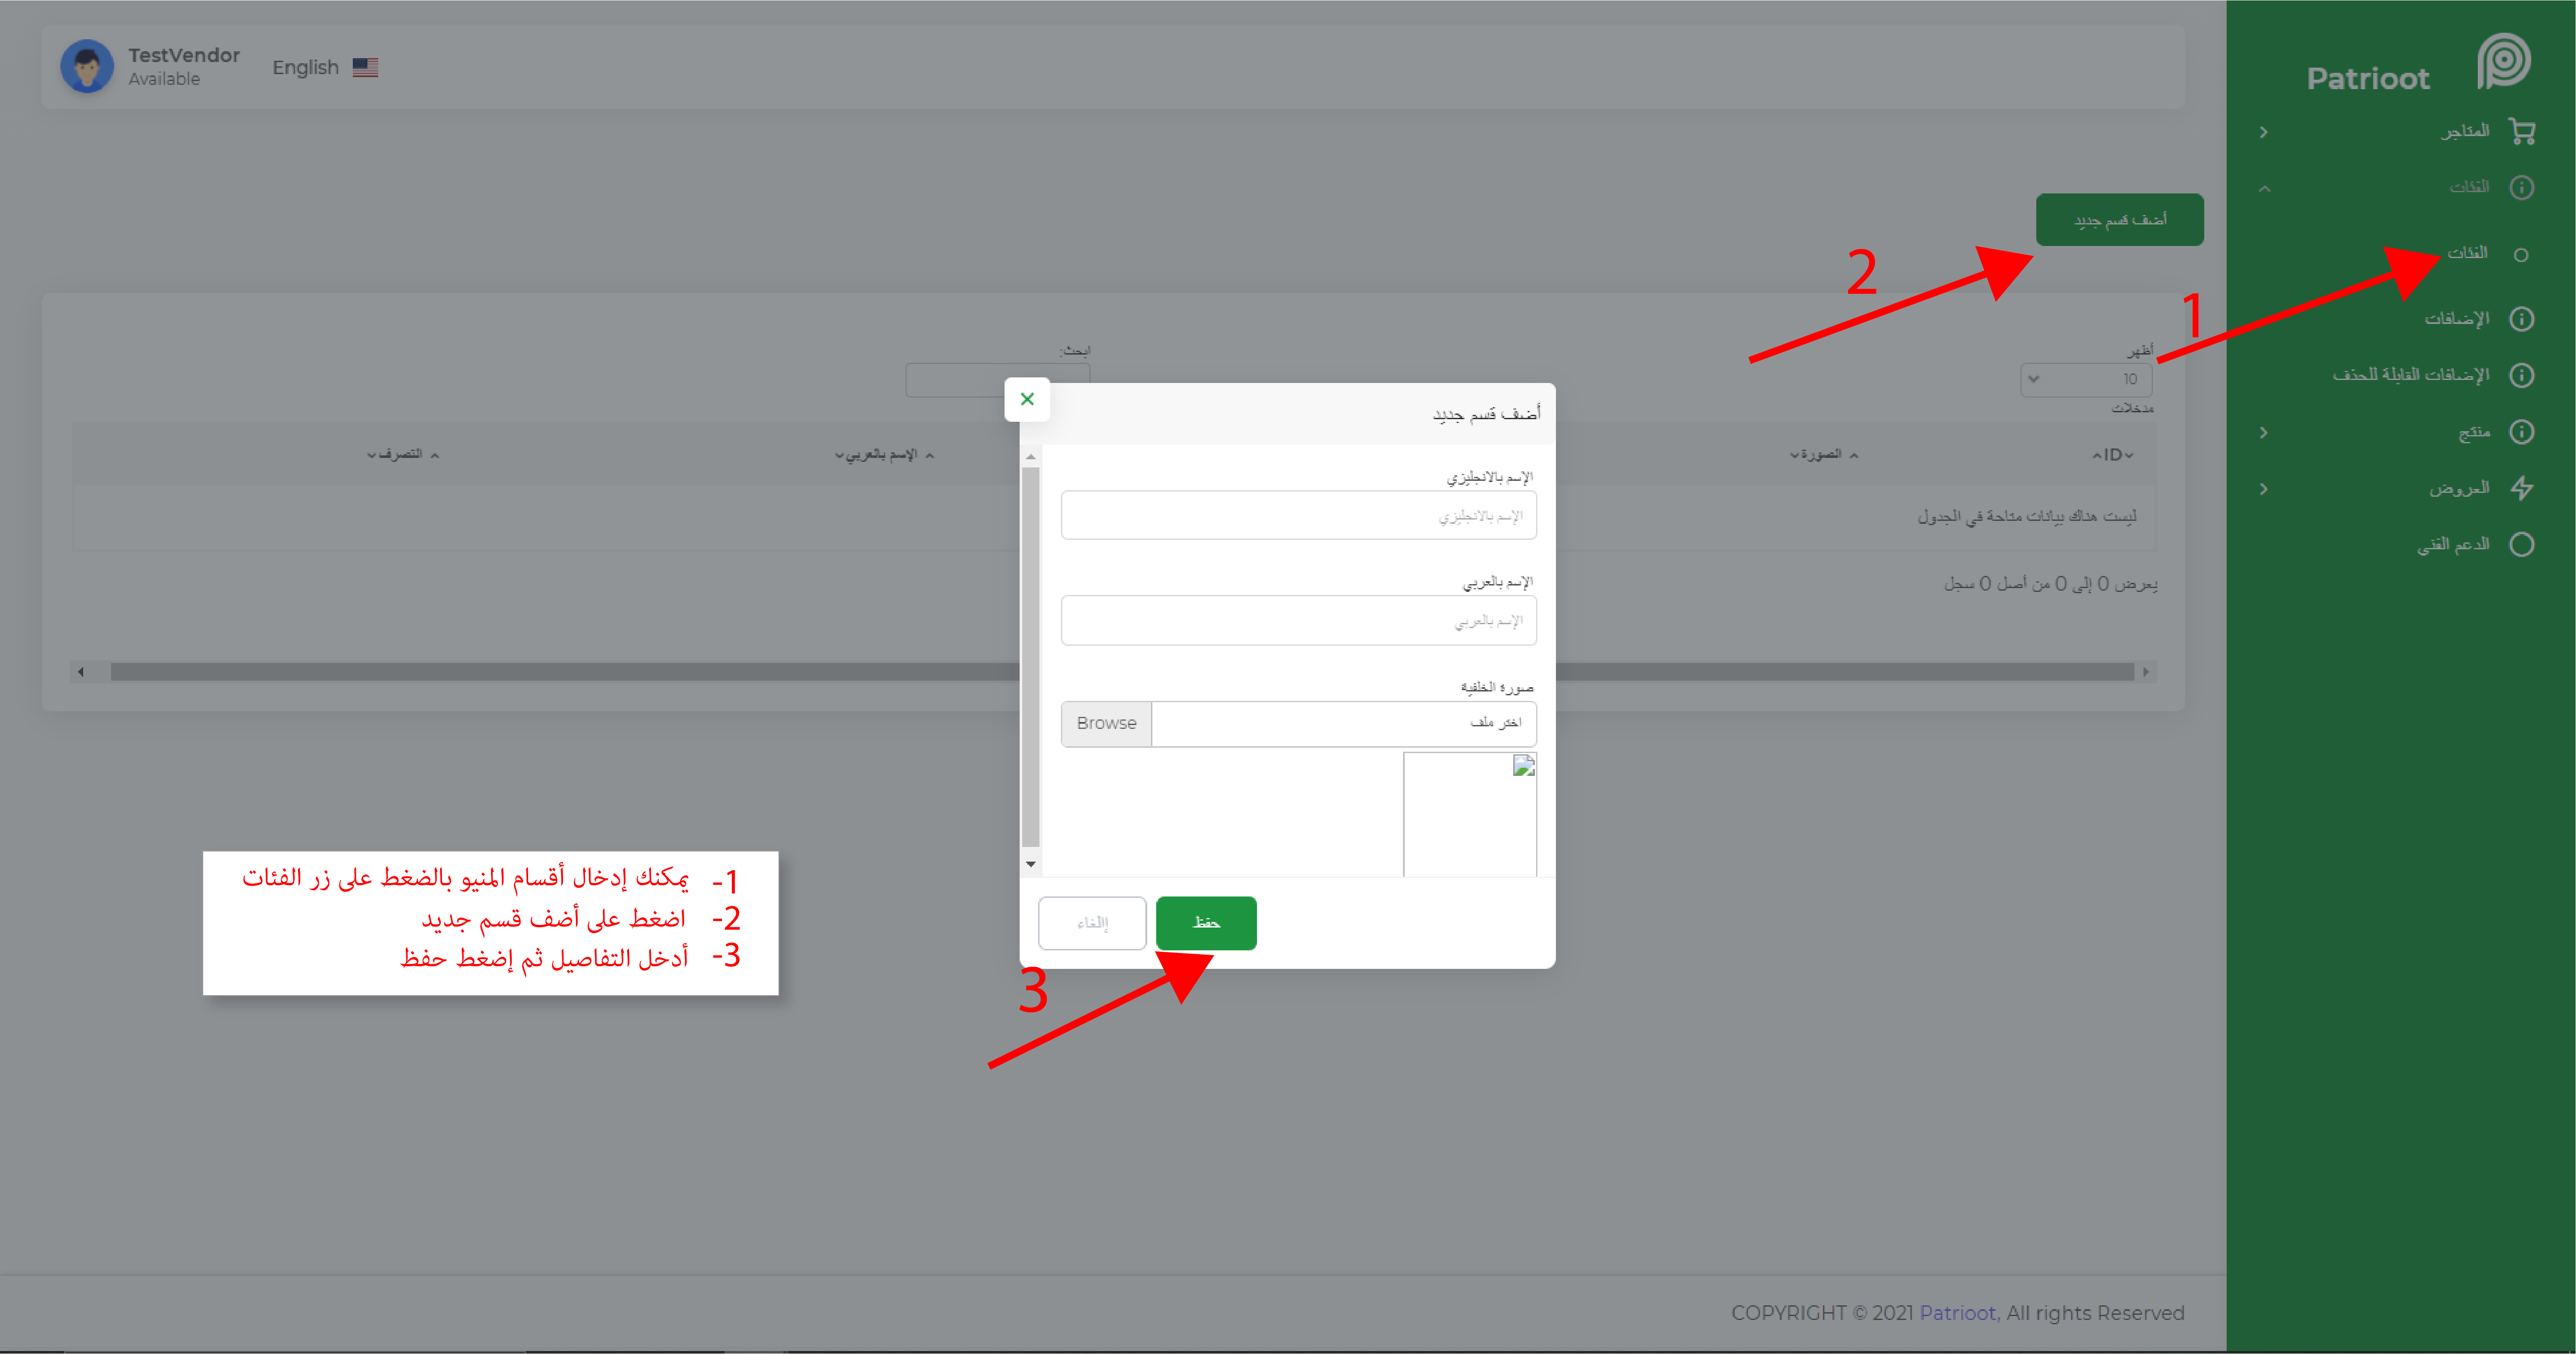 TestVendor
Available
English
Patrioot
المتاجر
الفئات
الفئات
الإضافات
الإضافات القابلة للحذف
منتج
العروض
الدعم الفني
أضف قسم جديد
1
2
أظهر
10
مدخلات
ابحث:
ID
الصورة
الإسم بالعربي
التصرف
ليست هناك بيانات متاحة في الجدول
يعرض 0 إلى 0 من أصل 0 سجل
أضف قسم جديد
الإسم بالانجليزي
الإسم بالانجليزي
الإسم بالعربي
الإسم بالعربي
صورة الخلفية
اختر ملف
Browse
حفظ
إالغاء
3
1- يمكنك إدخال أقسام المنيو بالضغط على زر الفئات
2- اضغط على أضف قسم جديد
3- أدخل التفاصيل ثم إضغط حفظ
COPYRIGHT © 2021 Patrioot, All rights Reserved